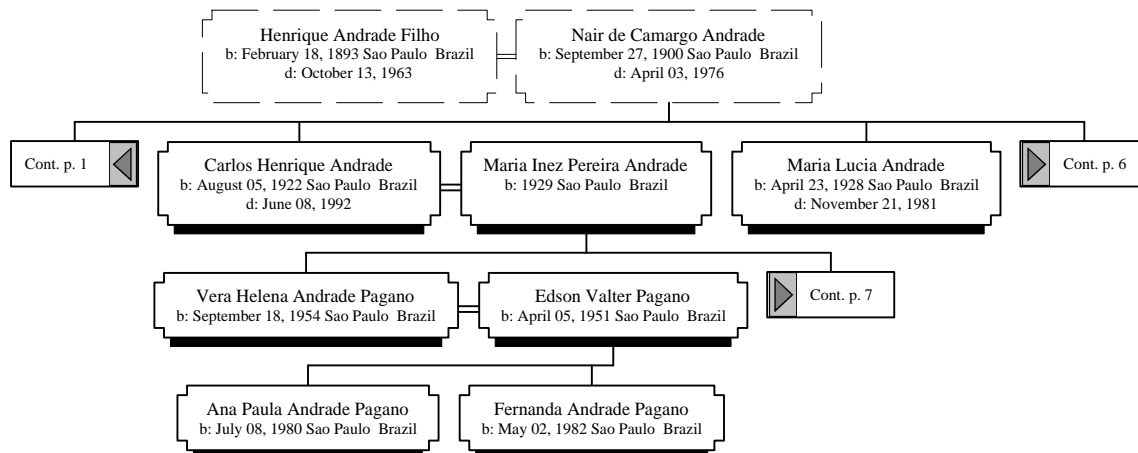 Henrique Andrade Filho
b: February 18, 1893 Sao Paulo  Brazil
d: October 13, 1963
Nair de Camargo Andrade
b: September 27, 1900 Sao Paulo  Brazil
d: April 03, 1976
Cont. p. 1
Carlos Henrique Andrade
b: August 05, 1922 Sao Paulo  Brazil
d: June 08, 1992
Maria Inez Pereira Andrade
b: 1929 Sao Paulo  Brazil
Maria Lucia Andrade
b: April 23, 1928 Sao Paulo  Brazil
d: November 21, 1981
Cont. p. 6
Vera Helena Andrade Pagano
b: September 18, 1954 Sao Paulo  Brazil
Edson Valter Pagano
b: April 05, 1951 Sao Paulo  Brazil
Cont. p. 7
Ana Paula Andrade Pagano
b: July 08, 1980 Sao Paulo  Brazil
Fernanda Andrade Pagano
b: May 02, 1982 Sao Paulo  Brazil